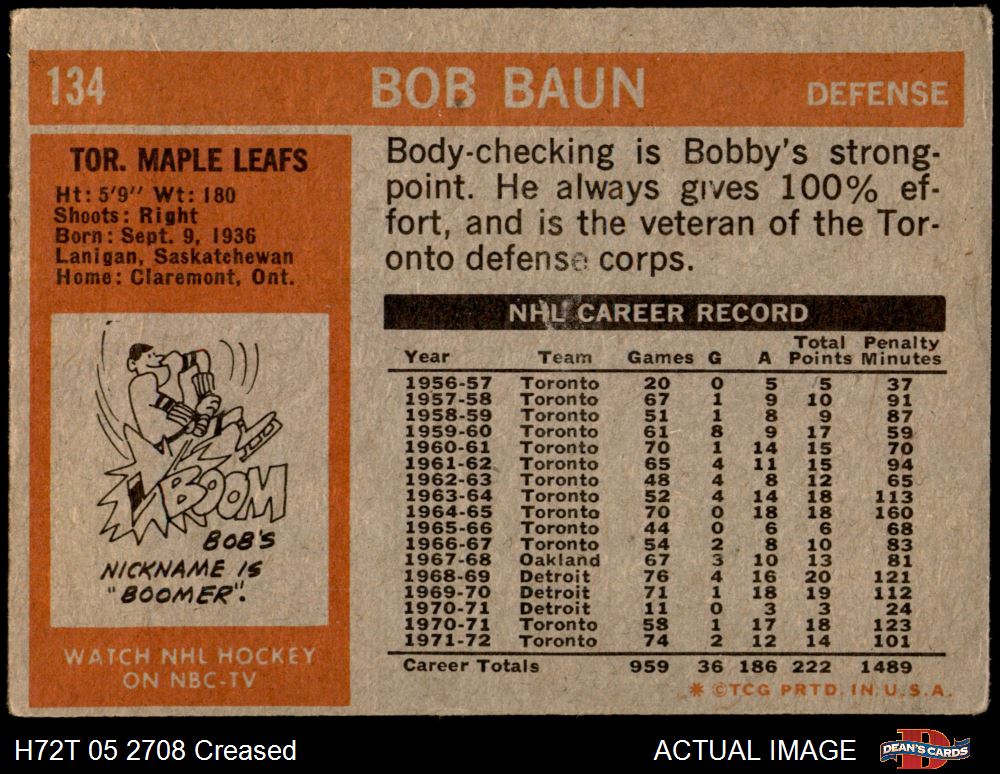 134 BOB BAUN DEFENSE
TOR. MAPLE LEAFS
Ht: 5'9" Wt: 180
Shoots: Right
Born: Sept. 9, 1936
Lanigan, Saskatchewan
Home: Claremont, Ont.
KABOOM
BOB'S
NICKNAME IS
"BOOMER".
WATCH NHL HOCKEY
ON NBC-TV
Body-checking is Bobby's strong-
point. He always gives 100% ef-
fort, and is the veteran of the Tor-
onto defense corps.
NHL CAREER RECORD
Total Penalty
Year Team Games G A Points Minutes
1956-57 Toronto 20 0 5 5 37
1957-58 Toronto 67 1 9 10 91
1958-59 Toronto 51 1 8 9 87
1959-60 Toronto 61 8 9 17 59
1960-61 Toronto 70 1 14 15 70
1961-62 Toronto 65 4 11 15 94
1962-63 Toronto 48 4 8 12 65
1963-64 Toronto 52 4 14 18 113
1964-65 Toronto 70 0 18 18 160
1965-66 Toronto 44 0 6 6 68
1966-67 Toronto 54 2 8 10 83
1967-68 Oakland 67 3 10 13 81
1968-69 Detroit 76 4 16 20 121
1969-70 Detroit 71 1 18 19 112
1970-71 Detroit 11 0 3 3 24
1970-71 Toronto 58 1 17 18 123
1971-72 Toronto 74 2 12 14 101
Career Totals 959 36 186 222 1489
* ©TCG PRTD. IN U.S.A.
H72T 05 2708 Creased ACTUAL IMAGE DEAN'S CARDS